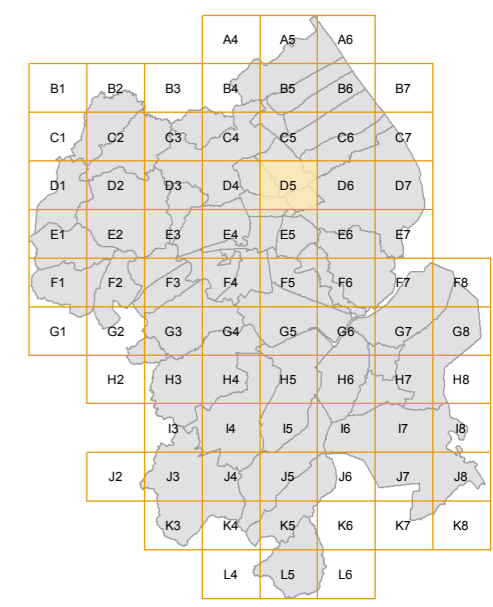 A4 A5 A6
B1 B2 B3 B4 B5 B6 B7
C1 C2 C3 C4 C5 C6 C7
D1 D2 D3 D4 D5 D6 D7
E1 E2 E3 E4 E5 E6 E7
F1 F2 F3 F4 F5 F6 F7 F8
G1 G2 G3 G4 G5 G6 G7 G8
H2 H3 H4 H5 H6 H7 H8
I3 I4 I5 I6 I7 I8
J2 J3 J4 J5 J6 J7 J8
K3 K4 K5 K6 K7 K8
L4 L5 L6